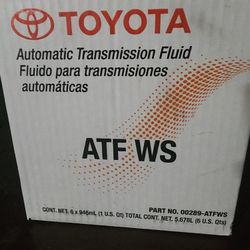 TOYOTA
Automatic Transmission Fluid
Fluido para transmisiones
automáticas
ATF WS
PART NO. 00289-ATFWS
CONT. NET. 6 x 946mL (1 U.S. Qt) TOTAL CONT. NET. 5.678L (6 U.S. Qts)